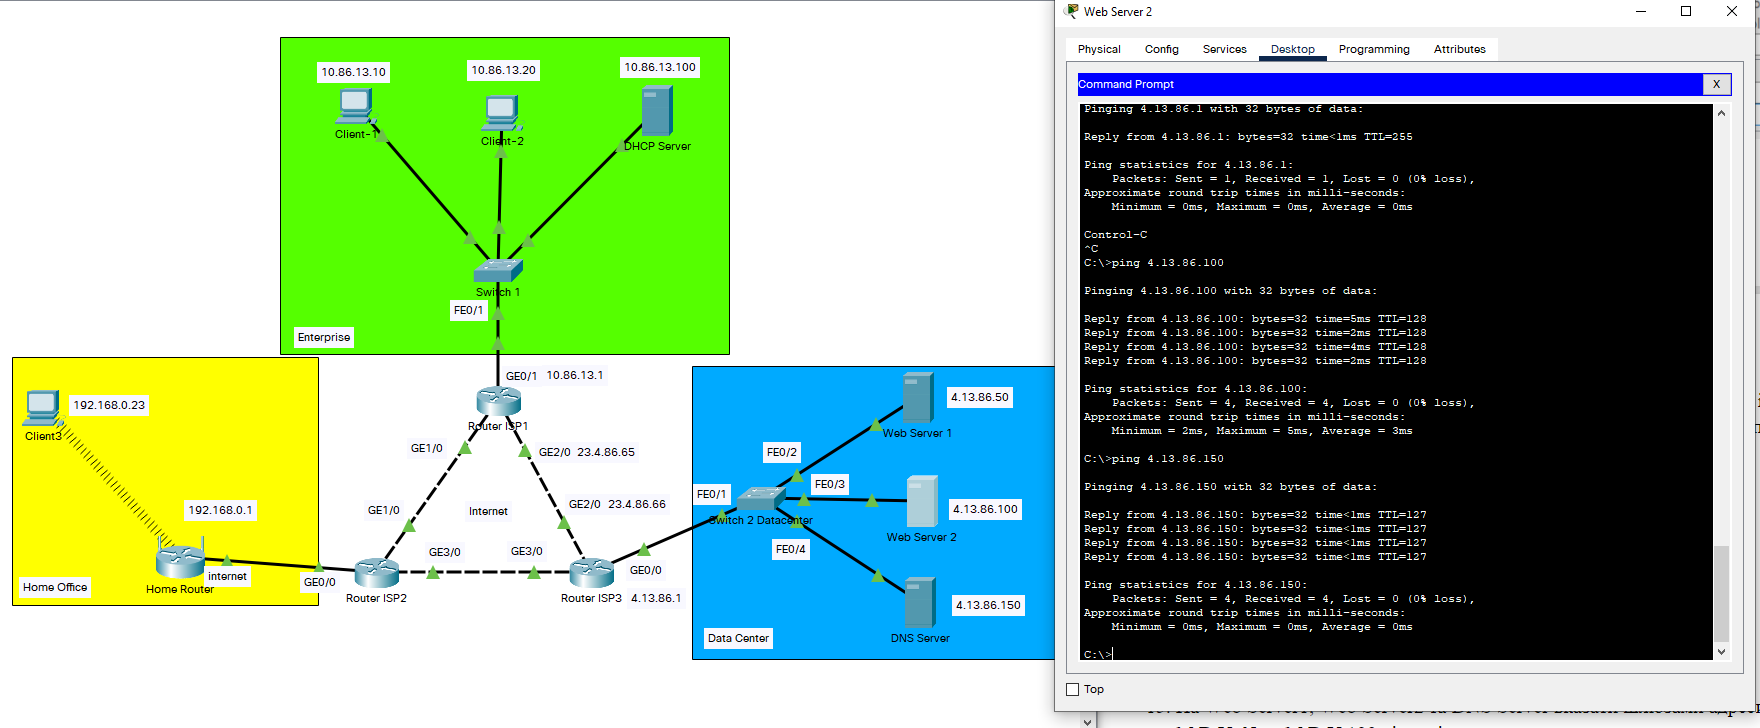 10.86.13.10
10.86.13.20
10.86.13.100
Client-1
Client-2
DHCP Server
Switch 1
FE0/1
Enterprise
GE0/1 10.86.13.1
Router ISP1
192.168.0.23
Client3
192.168.0.1
Home Router
internet
Home Office
GE1/0
GE2/0 23.4.86.65
GE1/0
Internet
GE2/0 23.4.86.66
GE3/0
GE3/0
GE0/0
Router ISP2
Router ISP3
GE0/0
4.13.86.1
4.13.86.50
Web Server 1
FE0/2
FE0/1
FE0/3
Switch 2 Datacenter
4.13.86.100
Web Server 2
FE0/4
4.13.86.150
DNS Server
Data Center
Web Server 2
Physical Config Services Desktop Programming Attributes
Command Prompt
X
Pinging 4.13.86.1 with 32 bytes of data:
Reply from 4.13.86.1: bytes=32 time<1ms TTL=255
Ping statistics for 4.13.86.1:
Packets: Sent = 1, Received = 1, Lost = 0 (0% loss),
Approximate round trip times in milli-seconds:
Minimum = 0ms, Maximum = 0ms, Average = 0ms
Control-C
^C
C:\>ping 4.13.86.100
Pinging 4.13.86.100 with 32 bytes of data:
Reply from 4.13.86.100: bytes=32 time=5ms TTL=128
Reply from 4.13.86.100: bytes=32 time=2ms TTL=128
Reply from 4.13.86.100: bytes=32 time=4ms TTL=128
Reply from 4.13.86.100: bytes=32 time=2ms TTL=128
Ping statistics for 4.13.86.100:
Packets: Sent = 4, Received = 4, Lost = 0 (0% loss),
Approximate round trip times in milli-seconds:
Minimum = 2ms, Maximum = 5ms, Average = 3ms
C:\>ping 4.13.86.150
Pinging 4.13.86.150 with 32 bytes of data:
Reply from 4.13.86.150: bytes=32 time<1ms TTL=127
Reply from 4.13.86.150: bytes=32 time<1ms TTL=127
Reply from 4.13.86.150: bytes=32 time<1ms TTL=127
Reply from 4.13.86.150: bytes=32 time<1ms TTL=127
Ping statistics for 4.13.86.150:
Packets: Sent = 4, Received = 4, Lost = 0 (0% loss),
Approximate round trip times in milli-seconds:
Minimum = 0ms, Maximum = 0ms, Average = 0ms
C:\>
Top